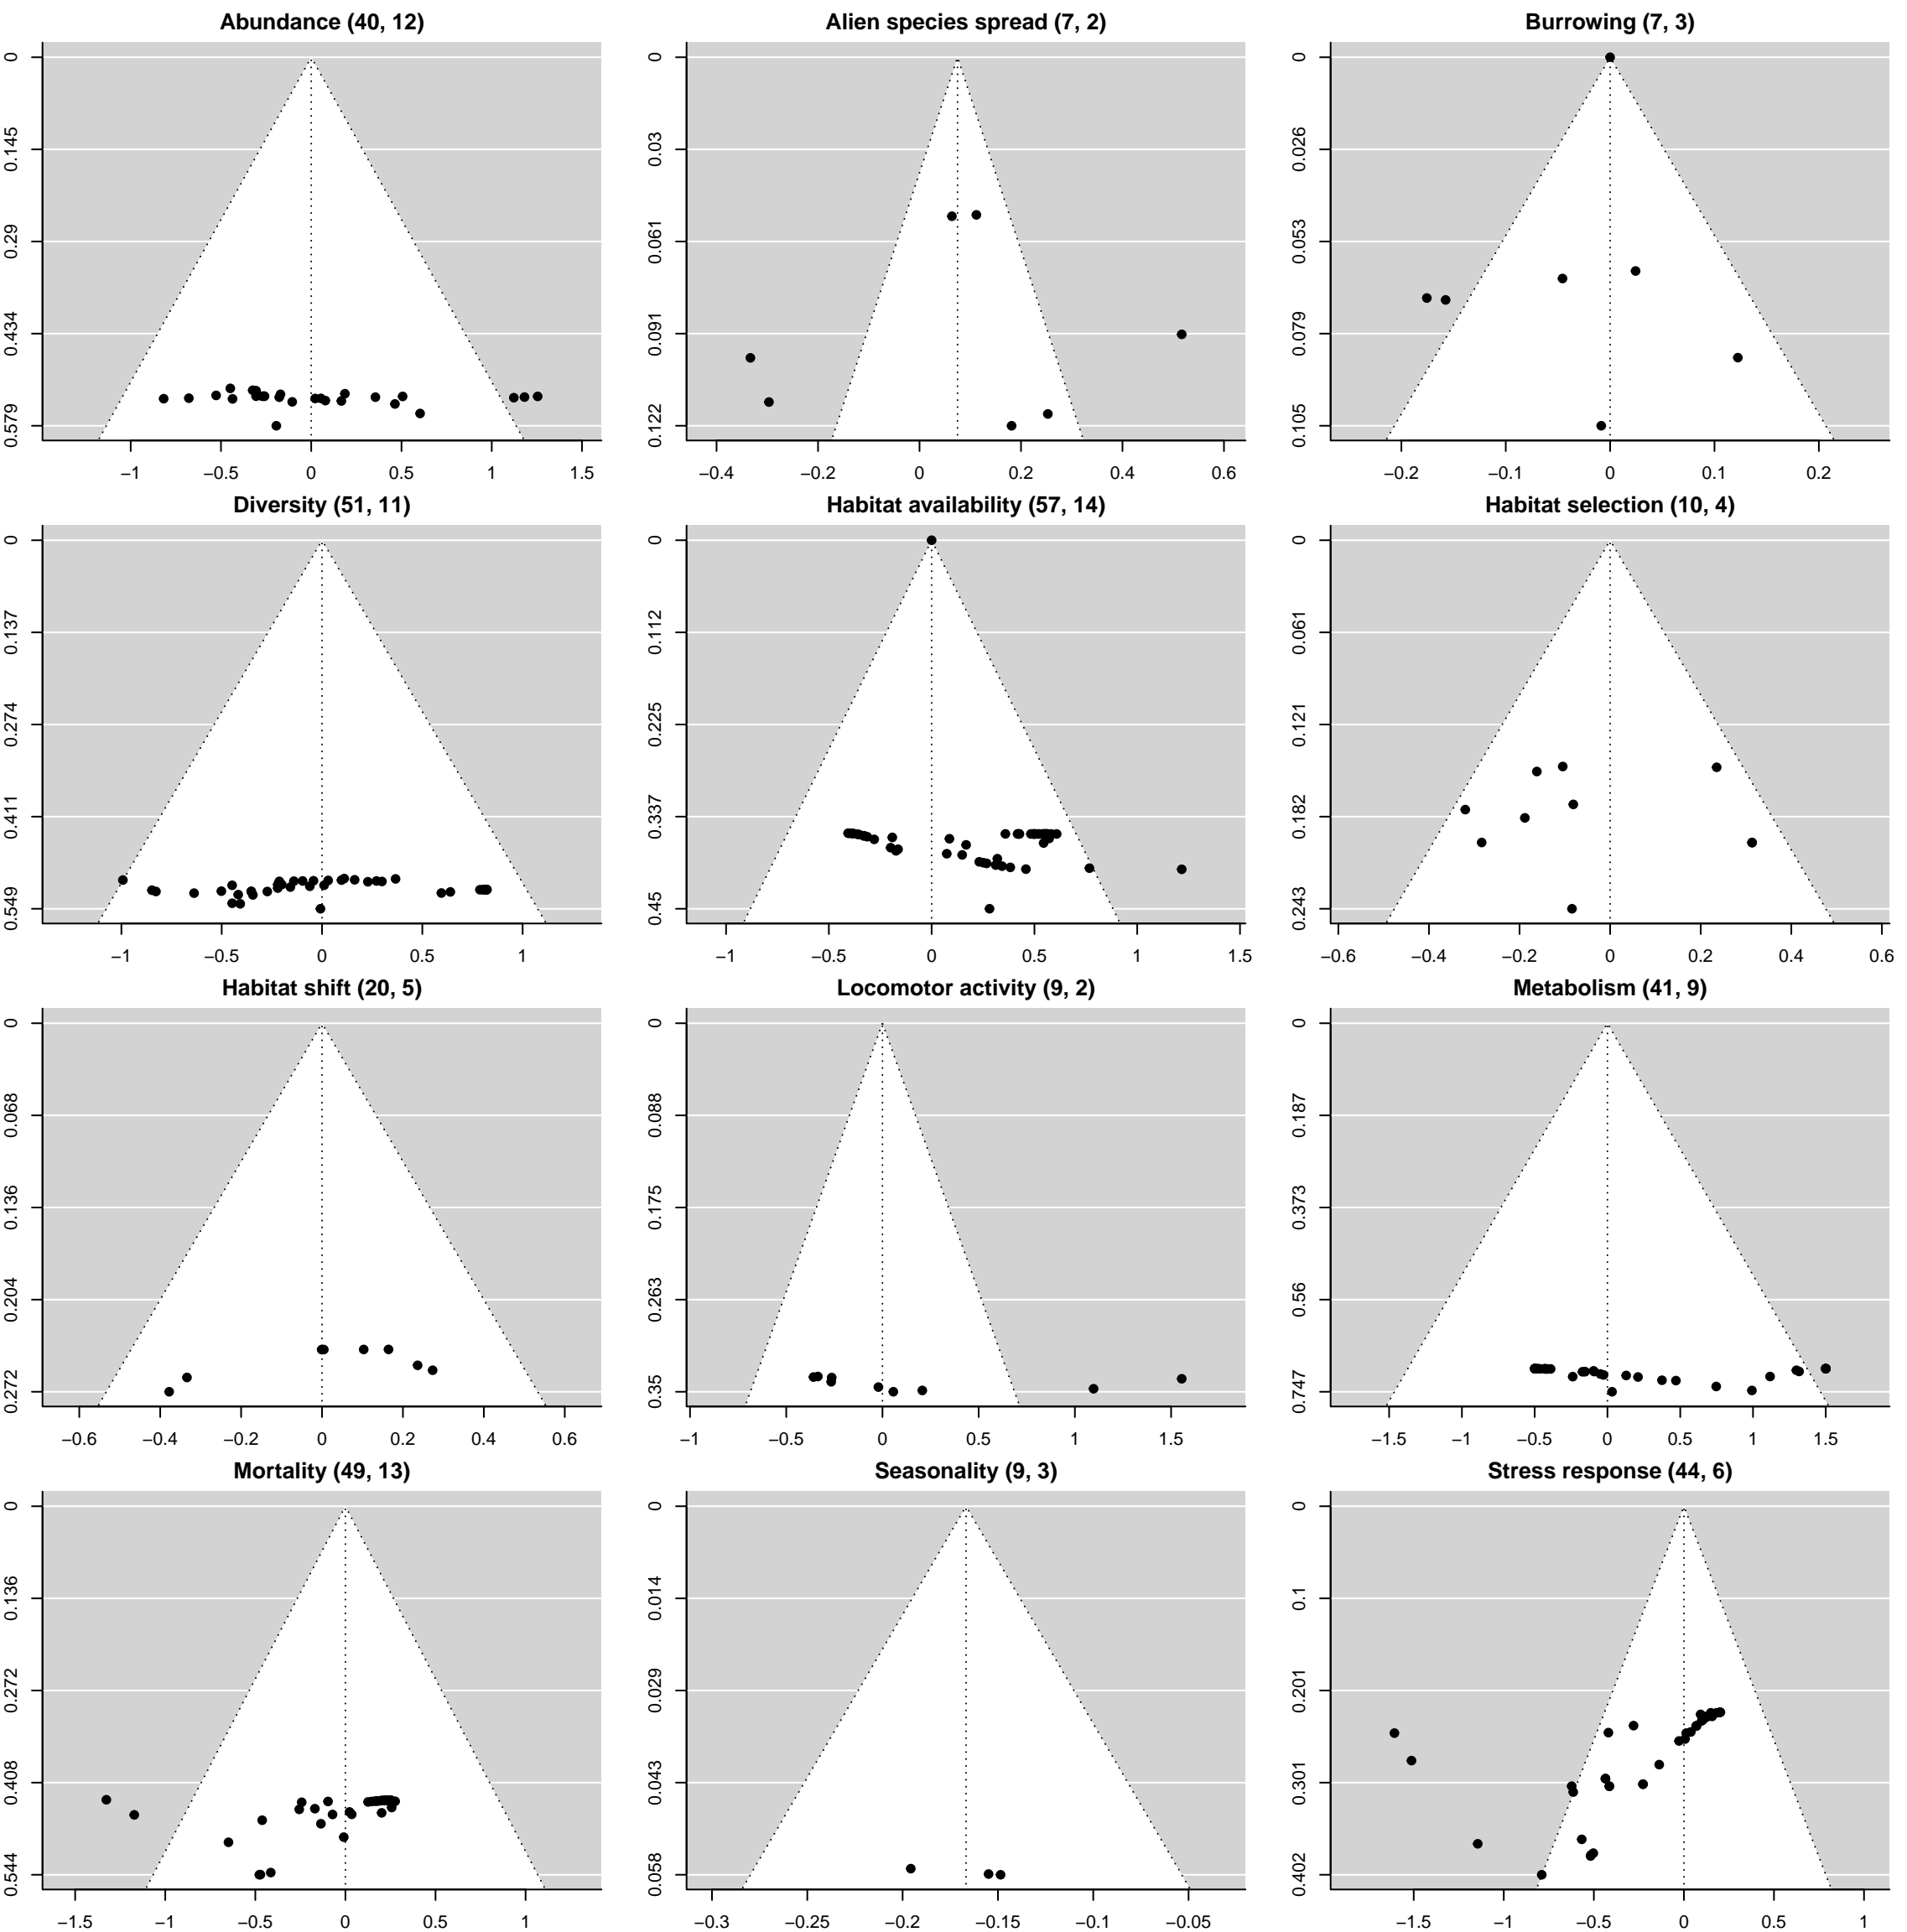 Abundance (40, 12)
0
0.145
0.29
0.434
0.579
−1 −0.5 0 0.5 1 1.5
Alien species spread (7, 2)
0
0.03
0.061
0.091
0.122
−0.4 −0.2 0 0.2 0.4 0.6
Burrowing (7, 3)
0
0.026
0.053
0.079
0.105
−0.2 −0.1 0 0.1 0.2
Diversity (51, 11)
0
0.137
0.274
0.411
0.549
−1 −0.5 0 0.5 1
Habitat availability (57, 14)
0
0.112
0.225
0.337
0.45
−1 −0.5 0 0.5 1 1.5
Habitat selection (10, 4)
0
0.061
0.121
0.182
0.243
−0.6 −0.4 −0.2 0 0.2 0.4 0.6
Habitat shift (20, 5)
0
0.068
0.136
0.204
0.272
−0.6 −0.4 −0.2 0 0.2 0.4 0.6
Locomotor activity (9, 2)
0
0.088
0.175
0.263
0.35
−1 −0.5 0 0.5 1 1.5
Metabolism (41, 9)
0
0.187
0.373
0.56
0.747
−1.5 −1 −0.5 0 0.5 1 1.5
Mortality (49, 13)
0
0.136
0.272
0.408
0.544
−1.5 −1 −0.5 0 0.5 1
Seasonality (9, 3)
0
0.014
0.029
0.043
0.058
−0.3 −0.25 −0.2 −0.15 −0.1 −0.05
Stress response (44, 6)
0
0.11
0.201
0.301
0.402
−1.5 −1 −0.5 0 0.5 1